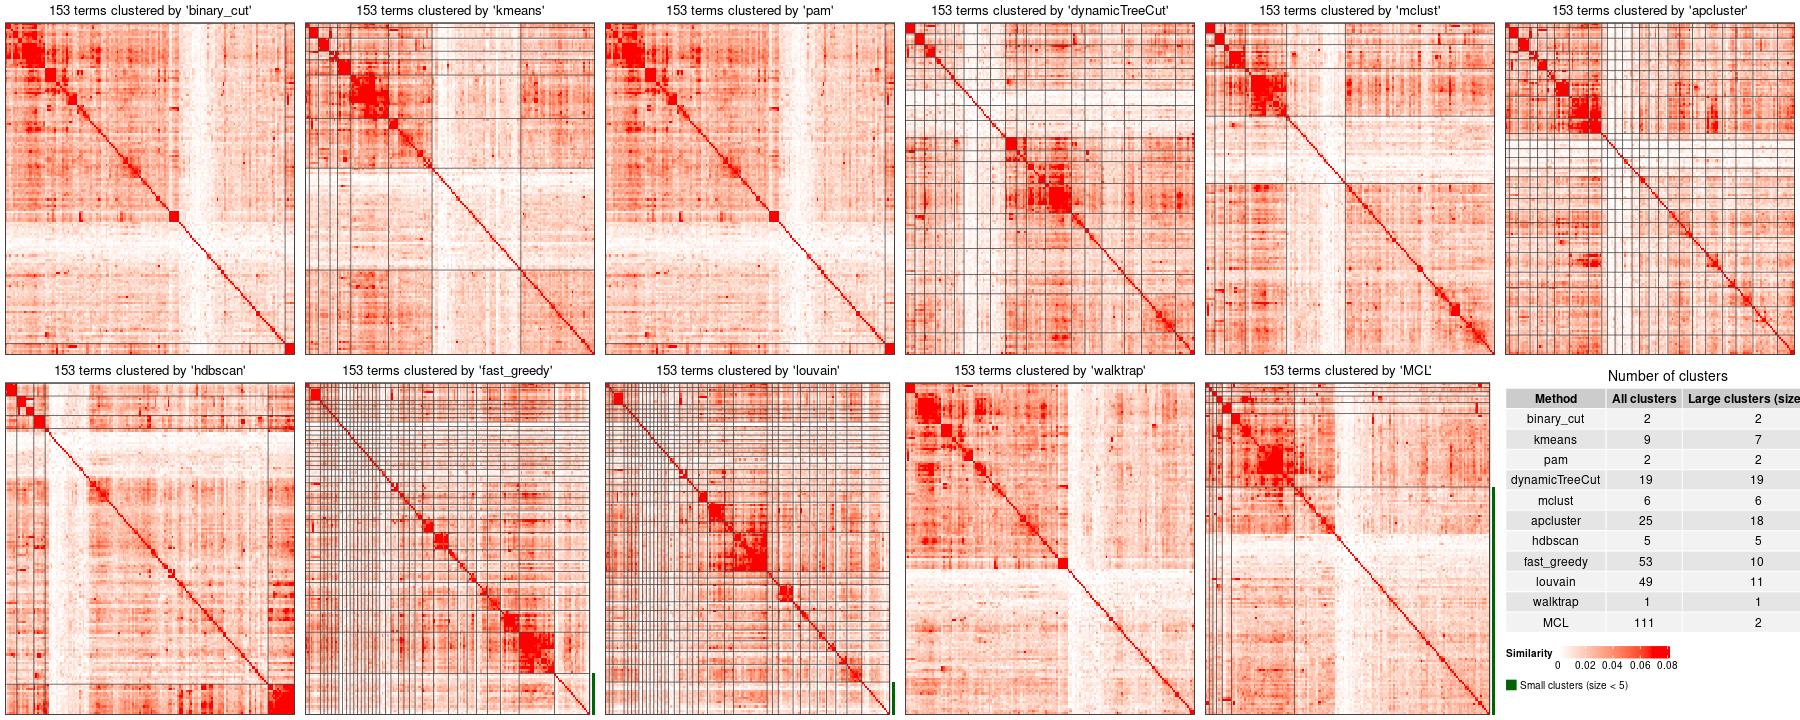 153 terms clustered by 'binary_cut'
153 terms clustered by 'kmeans'
153 terms clustered by 'pam'
153 terms clustered by 'dynamicTreeCut'
153 terms clustered by 'mclust'
153 terms clustered by 'apcluster'
153 terms clustered by 'hdbscan'
153 terms clustered by 'fast_greedy'
153 terms clustered by 'louvain'
153 terms clustered by 'walktrap'
153 terms clustered by 'MCL'
Number of clusters
Method All clusters Large clusters (size
binary_cut 2 2
kmeans 9 7
pam 2 2
dynamicTreeCut 19 19
mclust 6 6
apcluster 25 18
hdbscan 5 5
fast_greedy 53 10
louvain 49 11
walktrap 1 1
MCL 111 2
Similarity
0 0.02 0.04 0.06 0.08
Small clusters (size < 5)